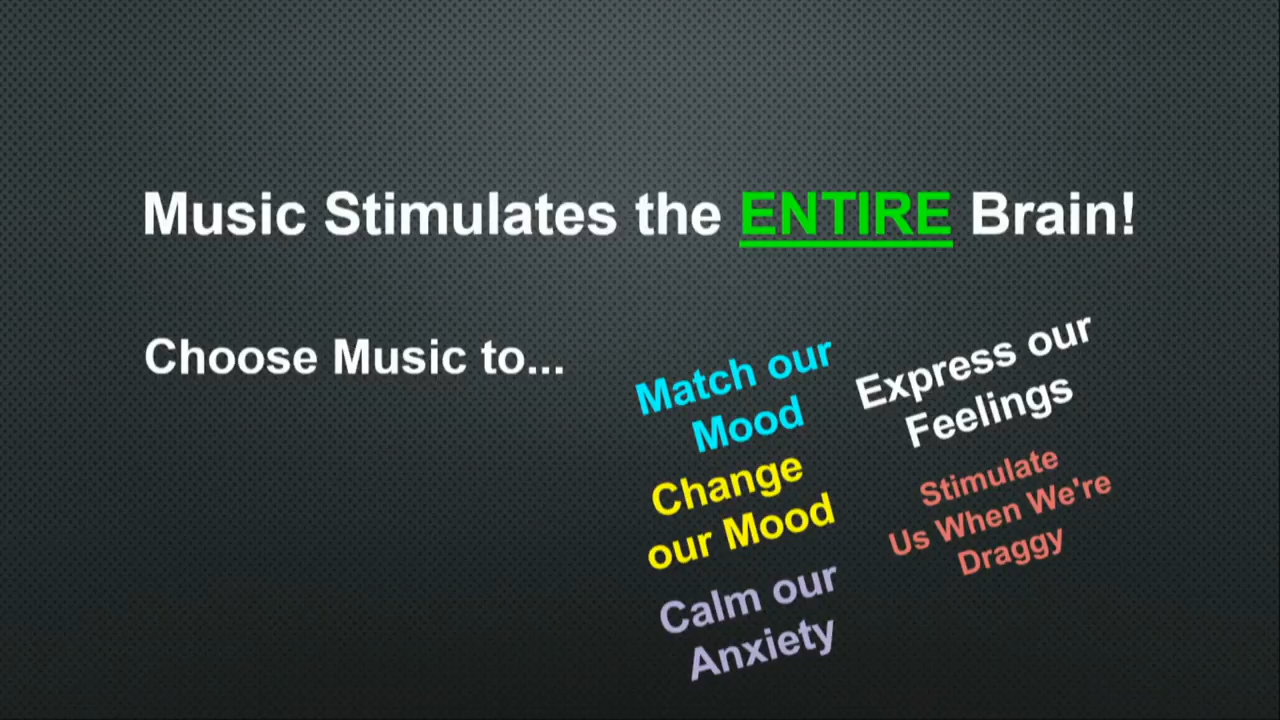 Music Stimulates the ENTIRE Brain!
Choose Music to...
Match our
Mood
Change
our Mood
Calm our
Anxiety
Express our
Feelings
Stimulate
Us When We're
Draggy